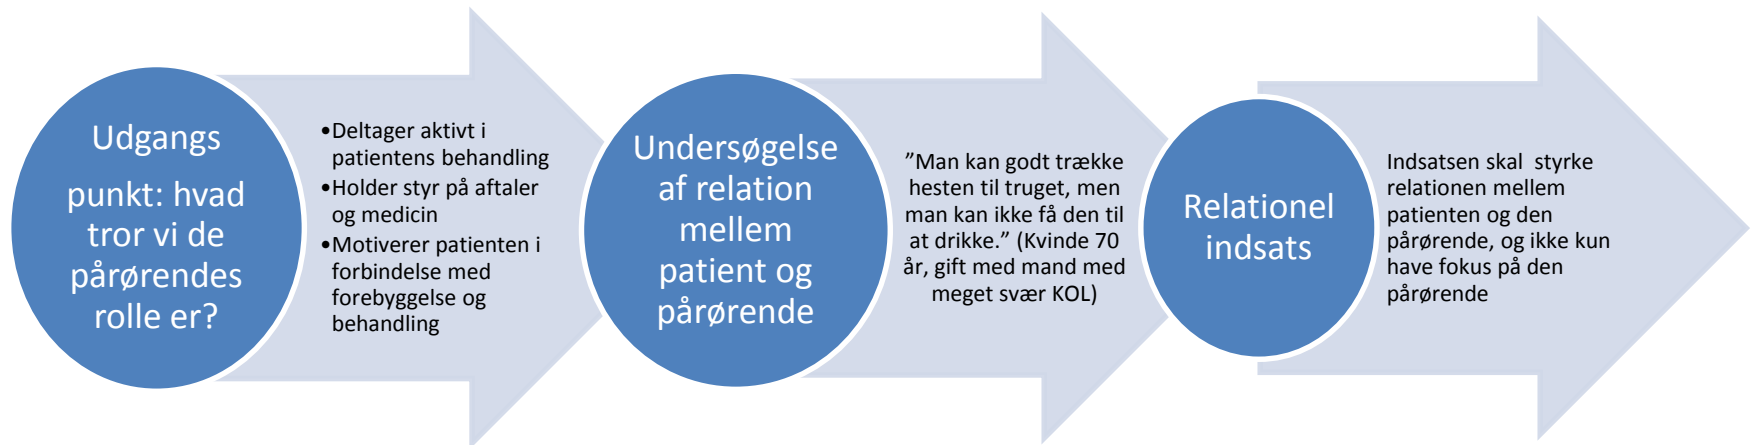 Udgangs
punkt: hvad
tror vi de
pårørendes
rolle er?
•Deltager aktivt i
patientens behandling
•Holder styr på aftaler
og medicin
•Motiverer patienten i
forbindelse med
forebyggelse og
behandling
Undersøgelse
af relation
mellem
patient og
pårørende
”Man kan godt trække
hesten til truget, men
man kan ikke få den til
at drikke.” (Kvinde 70
år, gift med mand med
meget svær KOL)
Relationel
indsats
Indsatsen skal styrke
relationen mellem
patienten og den
pårørende, og ikke kun
have fokus på den
pårørende